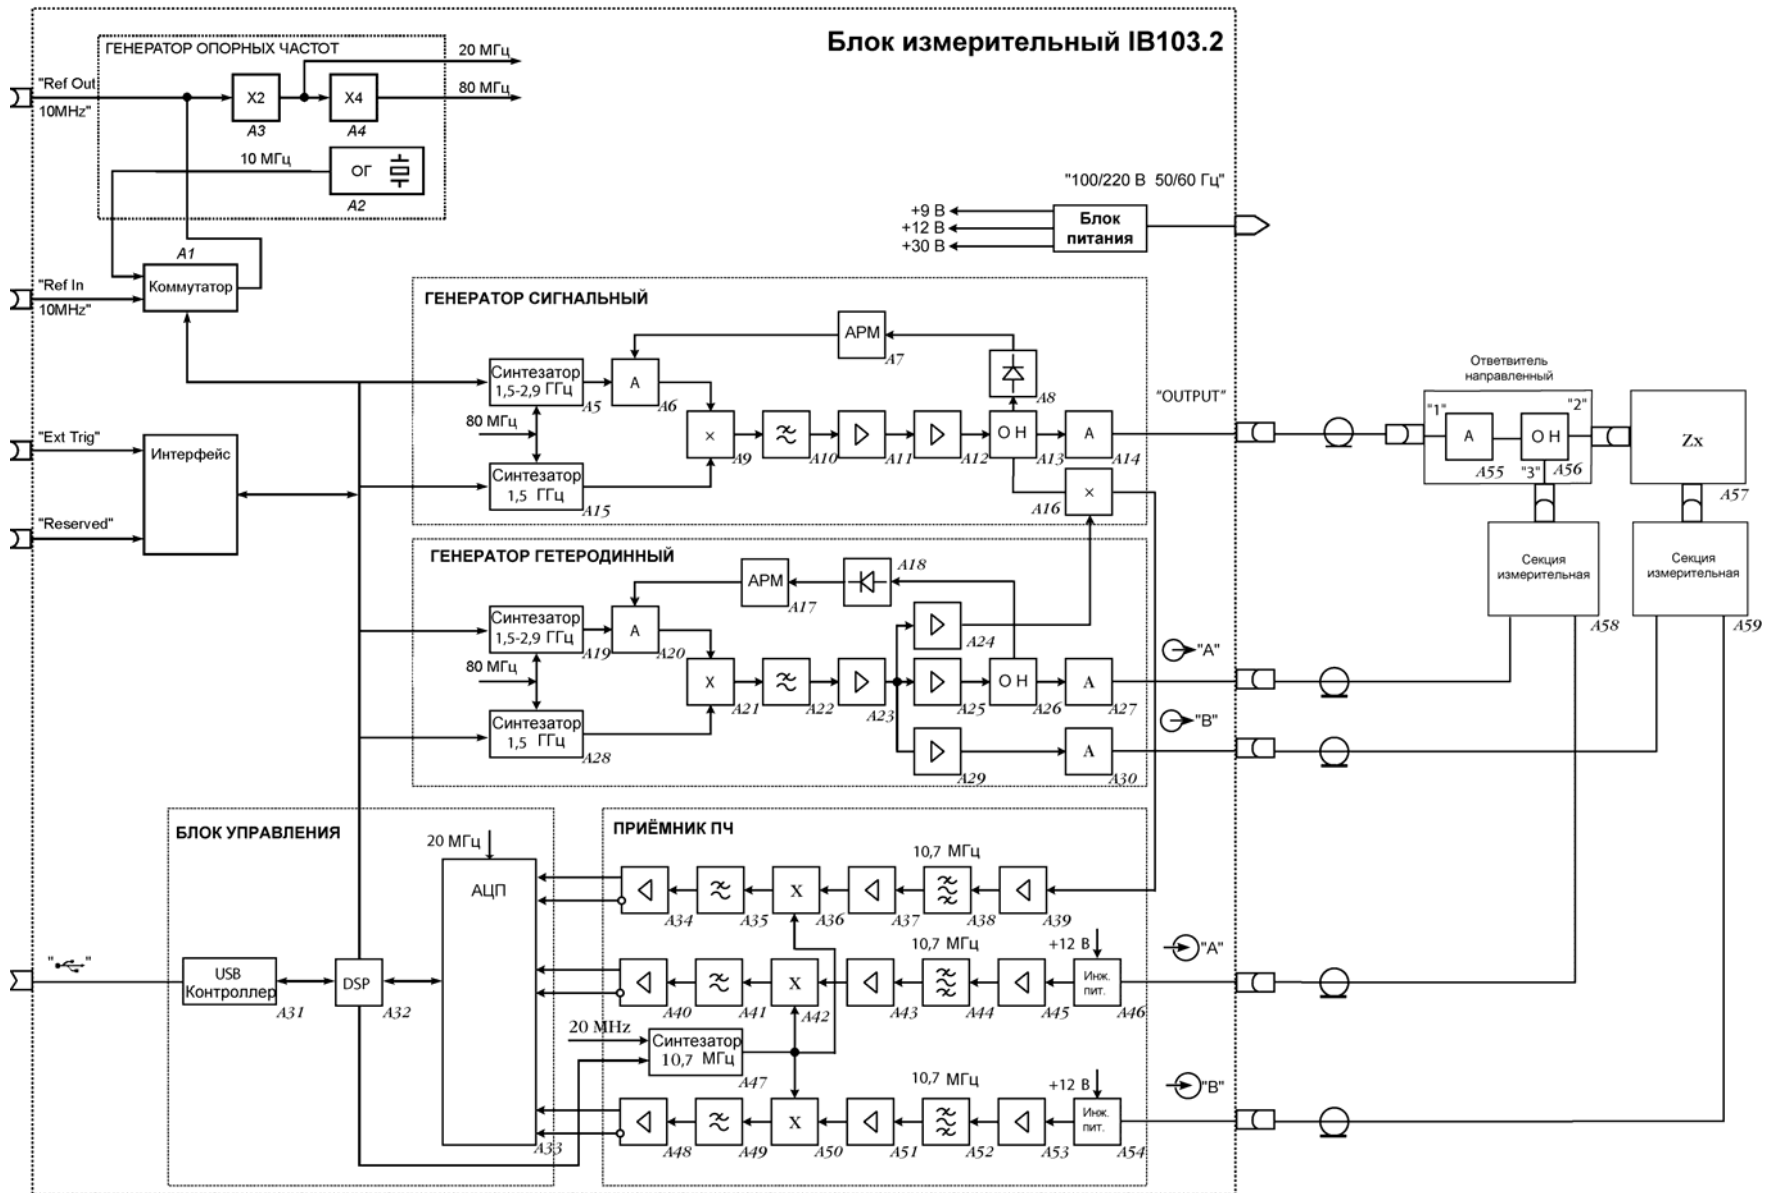 Блок измерительный IB103.2
ГЕНЕРАТОР ОПОРНЫХ ЧАСТОТ
20 МГц
"Ref Out
10MHz"
X2
A3
X4
A4
80 МГц
10 МГц
ОГ
A2
A1
Коммутатор
"Ref In
10MHz"
"100/220 В 50/60 Гц"
+9 В
+12 В
+30 В
Блок
питания
ГЕНЕРАТОР СИГНАЛЬНЫЙ
АРМ
A7
A8
Синтезатор
1,5-2,9 ГГц
A5
А
A6
80 МГц
×
A9
A10
A11
A12
О Н
A13
А
A14
Синтезатор
1,5 ГГц
A15
×
A16
"OUTPUT"
Ответвитель
направленный
"1"
А
A55
О Н
"2"
"3"
A56
Zx
A57
Секция
измерительная
A58
Секция
измерительная
A59
"Ext Trig"
Интерфейс
"Reserved"
ГЕНЕРАТОР ГЕТЕРОДИННЫЙ
АРМ
A17
A18
Синтезатор
1,5-2,9 ГГц
A19
А
A20
80 МГц
X
A21
A22
A23
A24
A25
О Н
A26
А
A27
"A"
Синтезатор
1,5 ГГц
A28
A29
А
A30
"B"
БЛОК УПРАВЛЕНИЯ
20 МГц
АЦП
A33
USB
Контроллер
A31
DSP
A32
ПРИЁМНИК ПЧ
10,7 МГц
A34
A35
X
A36
A37
A38
A39
10,7 МГц
+12 В
"A"
A40
A41
X
A42
A43
A44
A45
Инж.
пит.
A46
20 MHz
Синтезатор
10,7 МГц
A47
10,7 МГц
+12 В
"B"
A48
A49
X
A50
A51
A52
A53
Инж.
пит.
A54